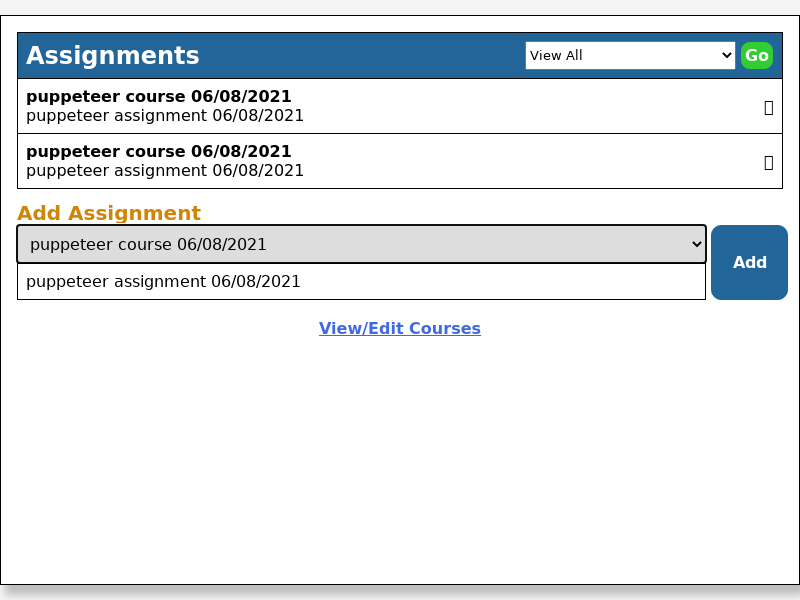 Assignments
View All
Go
puppeteer course 06/08/2021
puppeteer assignment 06/08/2021
puppeteer course 06/08/2021
puppeteer assignment 06/08/2021
Add Assignment
puppeteer course 06/08/2021
puppeteer assignment 06/08/2021
Add
View/Edit Courses